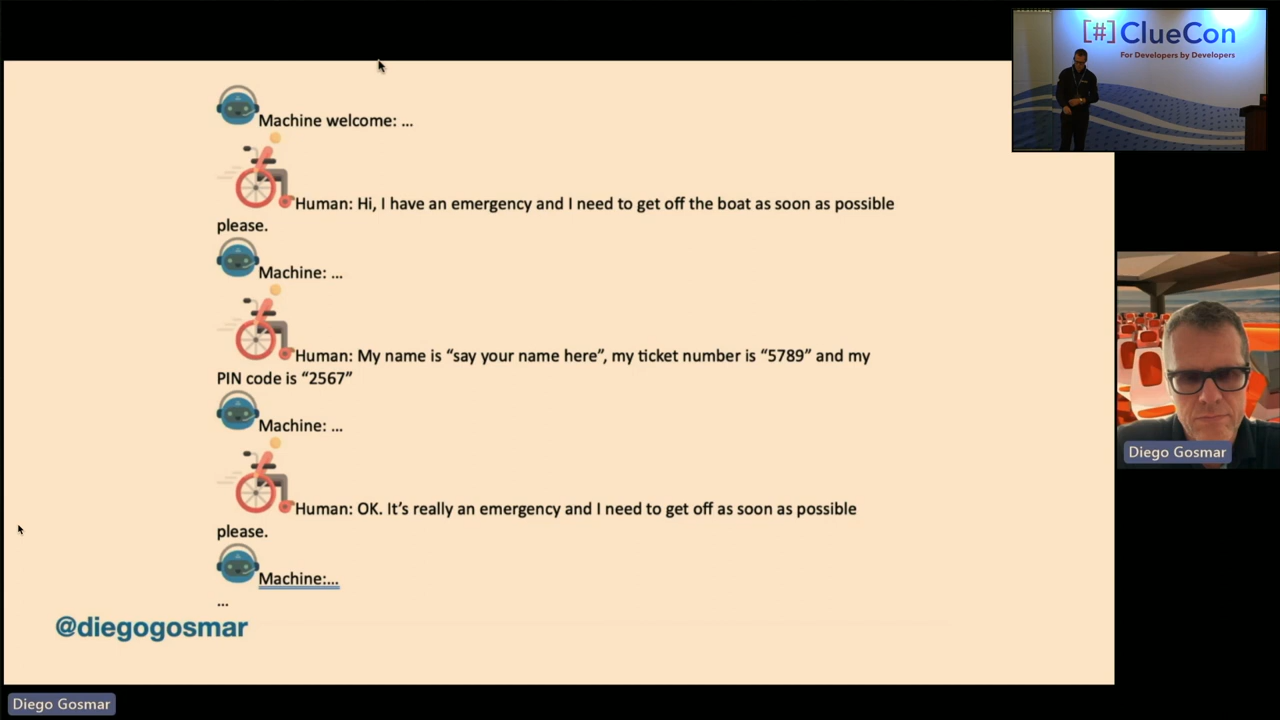 [#] ClueCon
For Developers by Developers
Machine welcome: ...
Human: Hi, I have an emergency and I need to get off the boat as soon as possible
please.
Machine: ...
Human: My name is “say your name here”, my ticket number is “5789” and my
PIN code is “2567”
Machine: ...
Human: OK. It’s really an emergency and I need to get off as soon as possible
please.
Machine:...
...
@diegogosmar
Diego Gosmar
Diego Gosmar